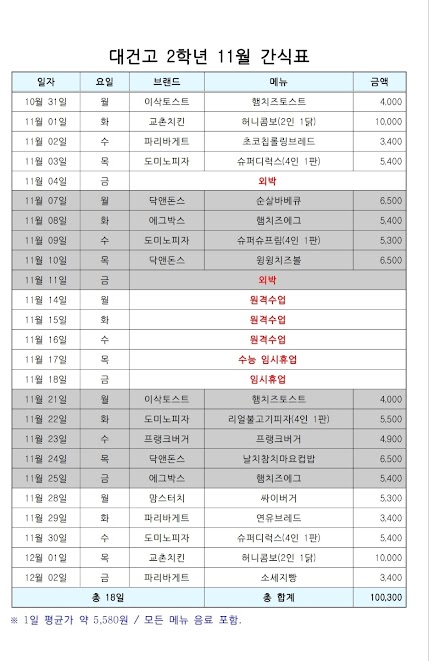 대건고 2학년 11월 간식표
일자 요일 브랜드 메뉴 금액
10월 31일 월 이삭토스트 햄치즈토스트 4,000
11월 01일 화 교촌치킨 허니콤보(2인 1닭) 10,000
11월 02일 수 파리바게트 초코칩롤링브레드 3,400
11월 03일 목 도미노피자 슈퍼디럭스(4인 1판) 5,400
11월 04일 금 외박
11월 07일 월 닥앤돈스 순살바베큐 6,500
11월 08일 화 에그박스 햄치즈에그 5,400
11월 09일 수 도미노피자 슈퍼슈프림(4인 1판) 5,300
11월 10일 목 닥앤돈스 윙윙치즈볼 6,500
11월 11일 금 외박
11월 14일 월 원격수업
11월 15일 화 원격수업
11월 16일 수 원격수업
11월 17일 목 수능 임시휴업
11월 18일 금 임시휴업
11월 21일 월 이삭토스트 햄치즈토스트 4,000
11월 22일 화 도미노피자 리얼불고기피자(4인 1판) 5,500
11월 23일 수 프랭크버거 프랭크버거 4,900
11월 24일 목 닥앤돈스 날치참치마요컵밥 6,500
11월 25일 금 에그박스 햄치즈에그 5,400
11월 28일 월 맘스터치 싸이버거 5,300
11월 29일 화 파리바게트 연유브레드 3,400
11월 30일 수 도미노피자 슈퍼디럭스(4인 1판) 5,400
12월 01일 목 교촌치킨 허니콤보(2인 1닭) 10,000
12월 02일 금 파리바게트 소세지빵 3,400
총 18일 총 합계 100,300
※ 1일 평균가 약 5,580원 / 모든 메뉴 음료 포함.